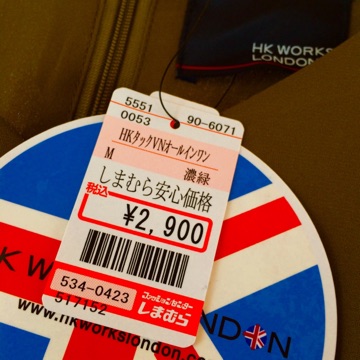 HK WORKS
LONDON
5551 90-6071
0053
HKタックVNオールインワン
M 濃緑
しまむら安心価格
税込
¥2,900
534-0423
517152
ファッションセンター
しまむら
K W
NDON
www.hkworkslondon.com